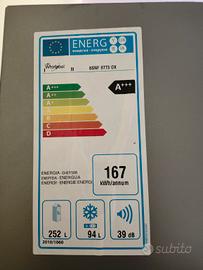 ENERG
Whirlpool
BSNF 8773 OX
A+++
A++
A+
A
B
C
D
A+++
ENERGIA · ЕНЕРГИЯ
ΕΝΕΡΓΕΙΑ · ENERGIJA
ENERGY · ENERGIE · ENERGI
167
kWh/annum
252 L
94 L
39 dB
2010/1060
subito